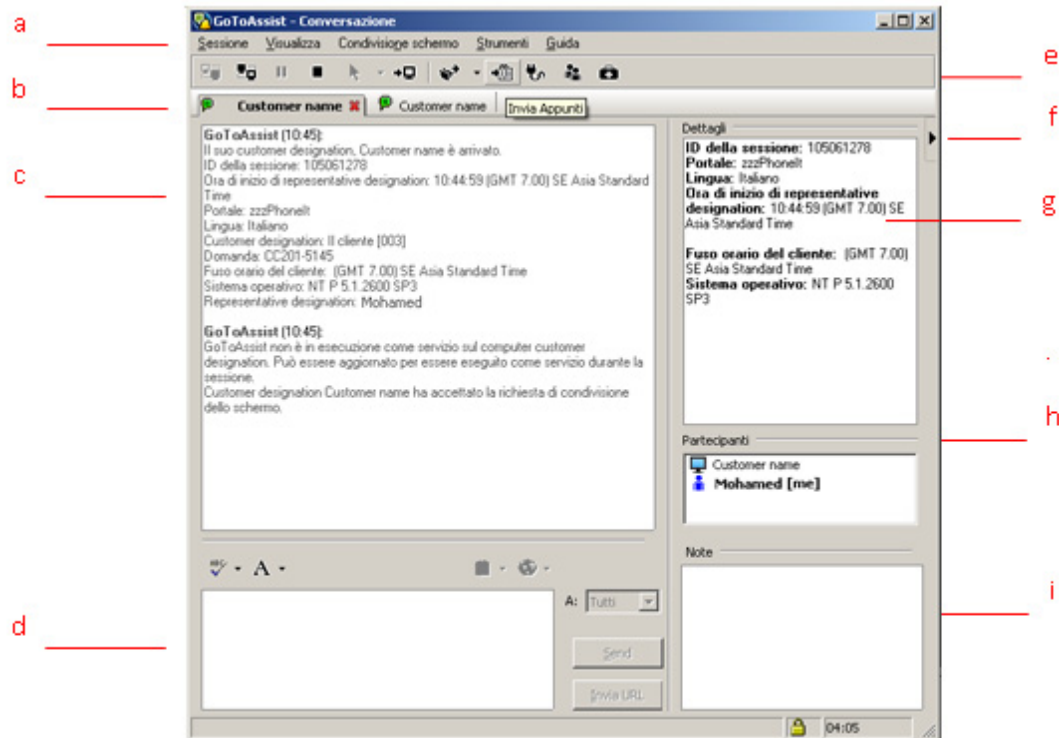 GoToAssist - Conversazione
Sessione Visualizza Condivisione schermo Strumenti Guida
a
e
b
Customer name
Customer name
Invia Appunti
f
GoToAssist (10:45):
Il suo customer designation, Customer name è arrivato.
ID della sessione: 105061278
Ora di inizio di representative designation: 10:44:59 (GMT 7.00) SE Asia Standard
Time
Portale: zzzPhoneIt
Lingua: Italiano
Customer designation: Il cliente [003]
Domanda: CC201-5145
Fuso orario del cliente: (GMT 7.00) SE Asia Standard Time
Sistema operativo: NT P 5.1.2600 SP3
Representative designation: Mohamed
GoToAssist (10:45):
GoToAssist non è in esecuzione come servizio sul computer customer
designation. Può essere aggiornato per essere eseguito come servizio durante la
sessione.
Customer designation Customer name ha accettato la richiesta di condivisione
dello schermo.
c
Dettagli
ID della sessione: 105061278
Portale: zzzPhoneIt
Lingua: Italiano
Ora di inizio di representative
designation: 10:44:59 (GMT 7.00) SE
Asia Standard Time
Fuso orario del cliente: (GMT 7.00)
SE Asia Standard Time
Sistema operativo: NT P 5.1.2600
SP3
g
Partecipanti
h
Customer name
Mohamed [me]
ABC
A
Note
i
d
A: Tutti
Send
Invia URL
04:05